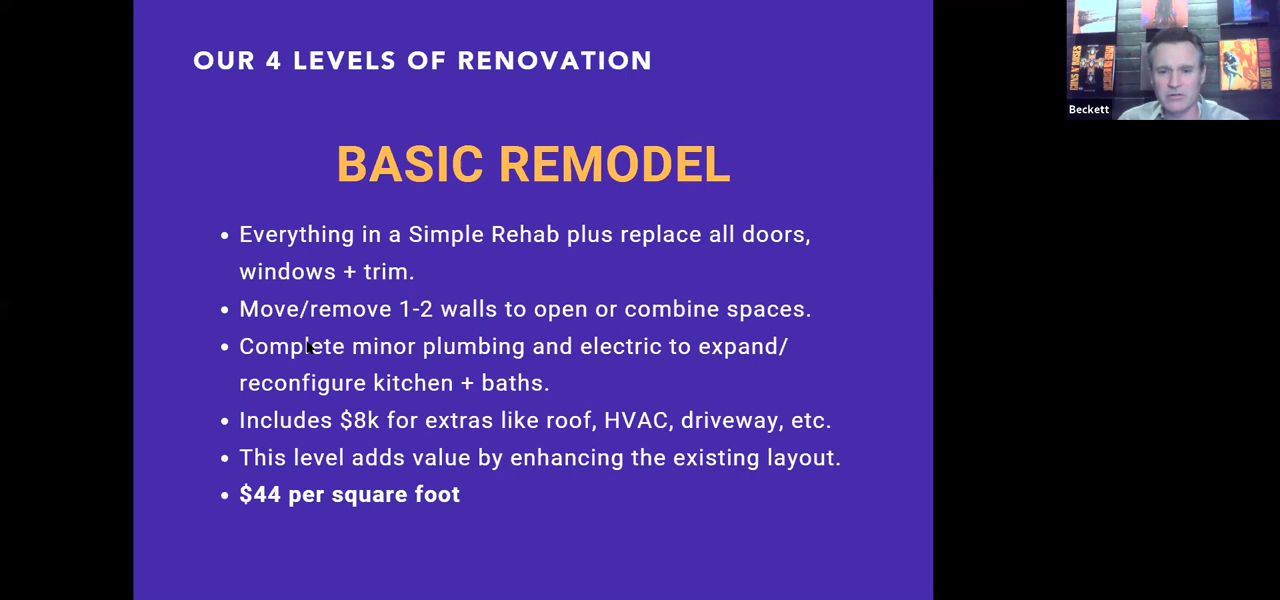 OUR 4 LEVELS OF RENOVATION
BASIC REMODEL
• Everything in a Simple Rehab plus replace all doors,
windows + trim.
• Move/remove 1-2 walls to open or combine spaces.
• Complete minor plumbing and electric to expand/
reconfigure kitchen + baths.
• Includes $8k for extras like roof, HVAC, driveway, etc.
• This level adds value by enhancing the existing layout.
• $44 per square foot
GUNS N' ROSES
Beckett